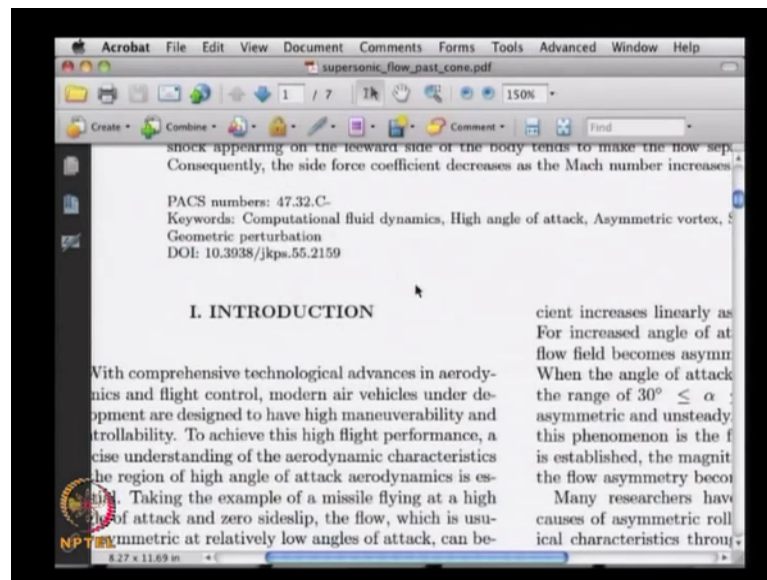 Acrobat File Edit View Document Comments Forms Tools Advanced Window Help
supersonic_flow_past_cone.pdf
1 / 7 150%
Create Combine Comment Find
shock appearing on the leeward side of the body tends to make the flow sep
Consequently, the side force coefficient decreases as the Mach number increases
PACS numbers: 47.32.C-
Keywords: Computational fluid dynamics, High angle of attack, Asymmetric vortex, S
Geometric perturbation
DOI: 10.3938/jkps.55.2159
I. INTRODUCTION
With comprehensive technological advances in aerody-
mics and flight control, modern air vehicles under de-
opment are designed to have high maneuverability and
trollability. To achieve this high flight performance, a
cise understanding of the aerodynamic characteristics
he region of high angle of attack aerodynamics is es-
Taking the example of a missile flying at a high
of attack and zero sideslip, the flow, which is usu-
ymmetric at relatively low angles of attack, can be-
cient increases linearly as
For increased angle of at
flow field becomes asymm
When the angle of attack
the range of 30° ≤ α
asymmetric and unsteady.
this phenomenon is the f
is established, the magnit
the flow asymmetry becor
Many researchers have
causes of asymmetric roll
ical characteristics throug
NPTEL
8.27 x 11.69 in